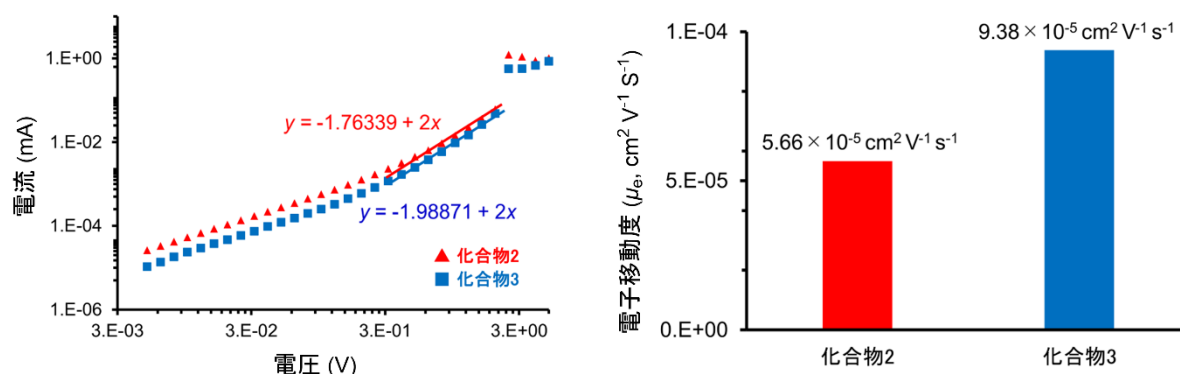 電流 (mA)
1.E+00
1.E-02
1.E-04
1.E-06
y = -1.76339 + 2x
y = -1.98871 + 2x
化合物2
化合物3
3.E-03
3.E-02
3.E-01
3.E+00
電圧 (V)
電子移動度 (μe, cm² V⁻¹ S⁻¹)
1.E-04
5.E-05
0.E+00
9.38×10⁻⁵ cm² V⁻¹ s⁻¹
5.66×10⁻⁵ cm² V⁻¹ s⁻¹
化合物2
化合物3